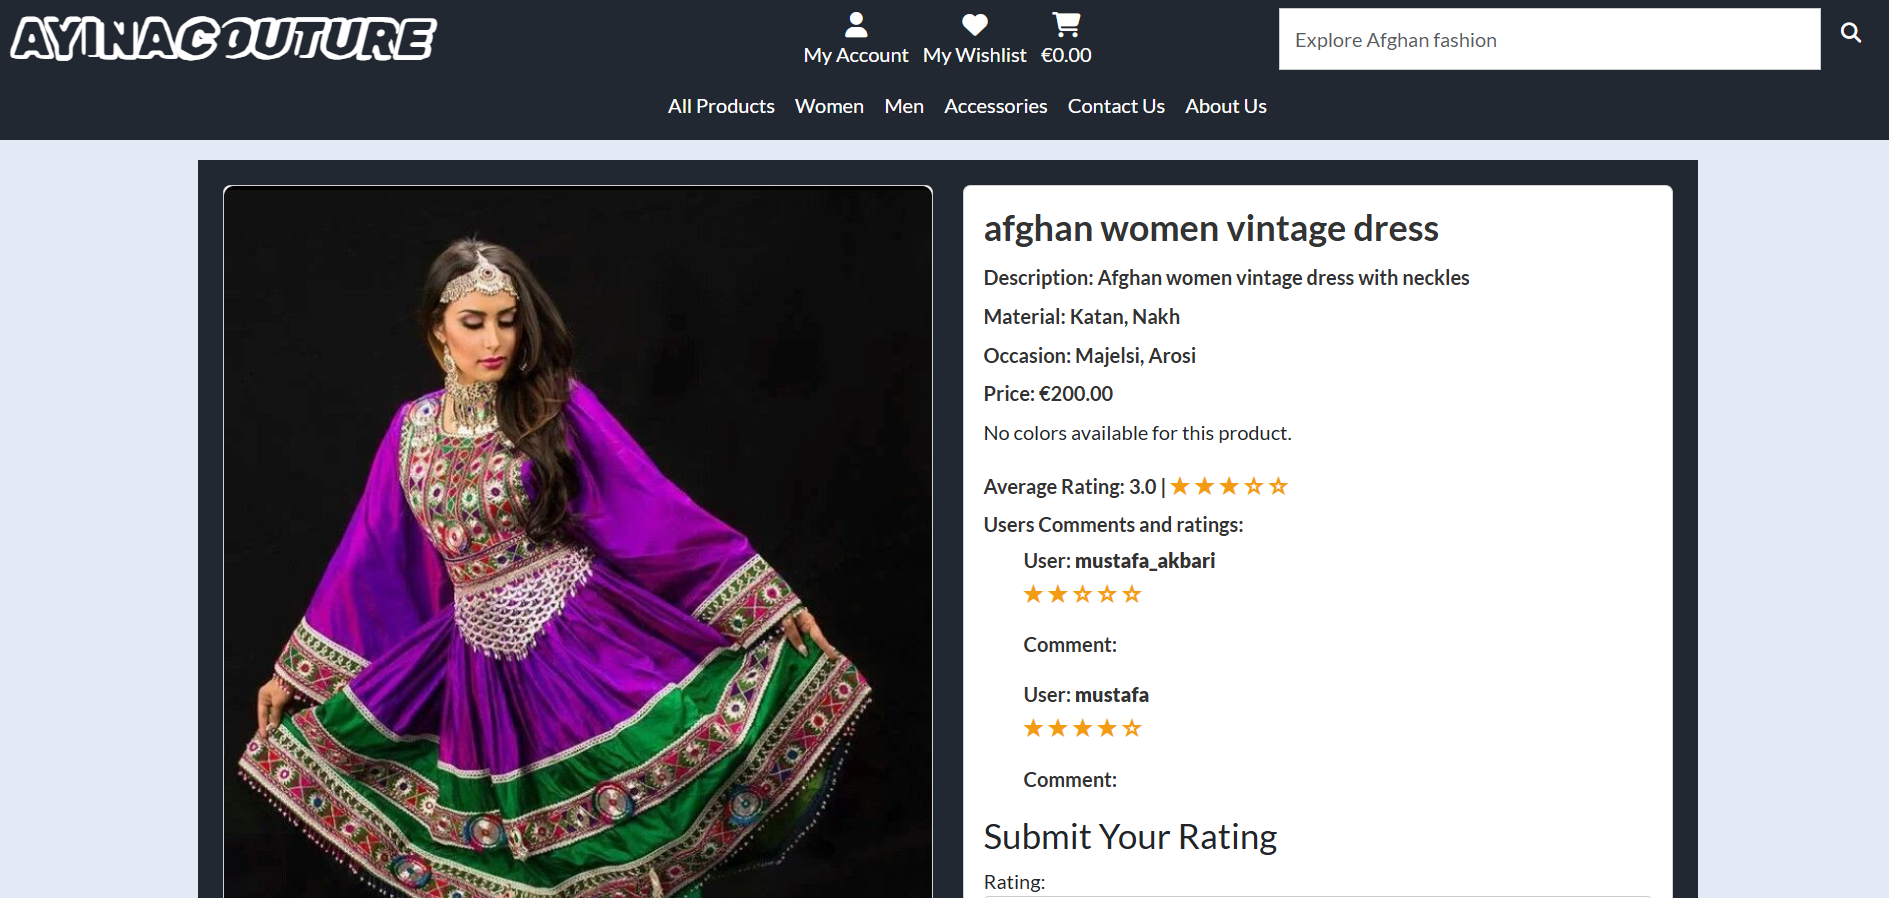 AYINACOUTURE
My Account My Wishlist €0.00
Explore Afghan fashion
All Products Women Men Accessories Contact Us About Us
afghan women vintage dress
Description: Afghan women vintage dress with neckles
Material: Katan, Nakh
Occasion: Majelsi, Arosi
Price: €200.00
No colors available for this product.
Average Rating: 3.0 | ★★★☆☆
Users Comments and ratings:
User: mustafa_akbari
★★☆☆☆
Comment:
User: mustafa
★★★★☆
Comment:
Submit Your Rating
Rating: